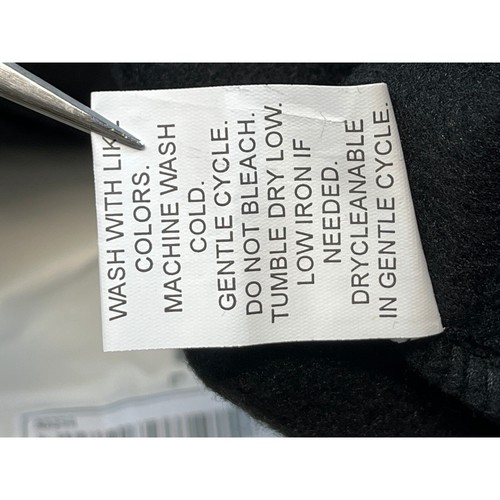 WASH WITH LIKE
COLORS.
MACHINE WASH
COLD.
GENTLE CYCLE.
DO NOT BLEACH.
TUMBLE DRY LOW.
LOW IRON IF
NEEDED.
DRYCLEANABLE
IN GENTLE CYCLE.